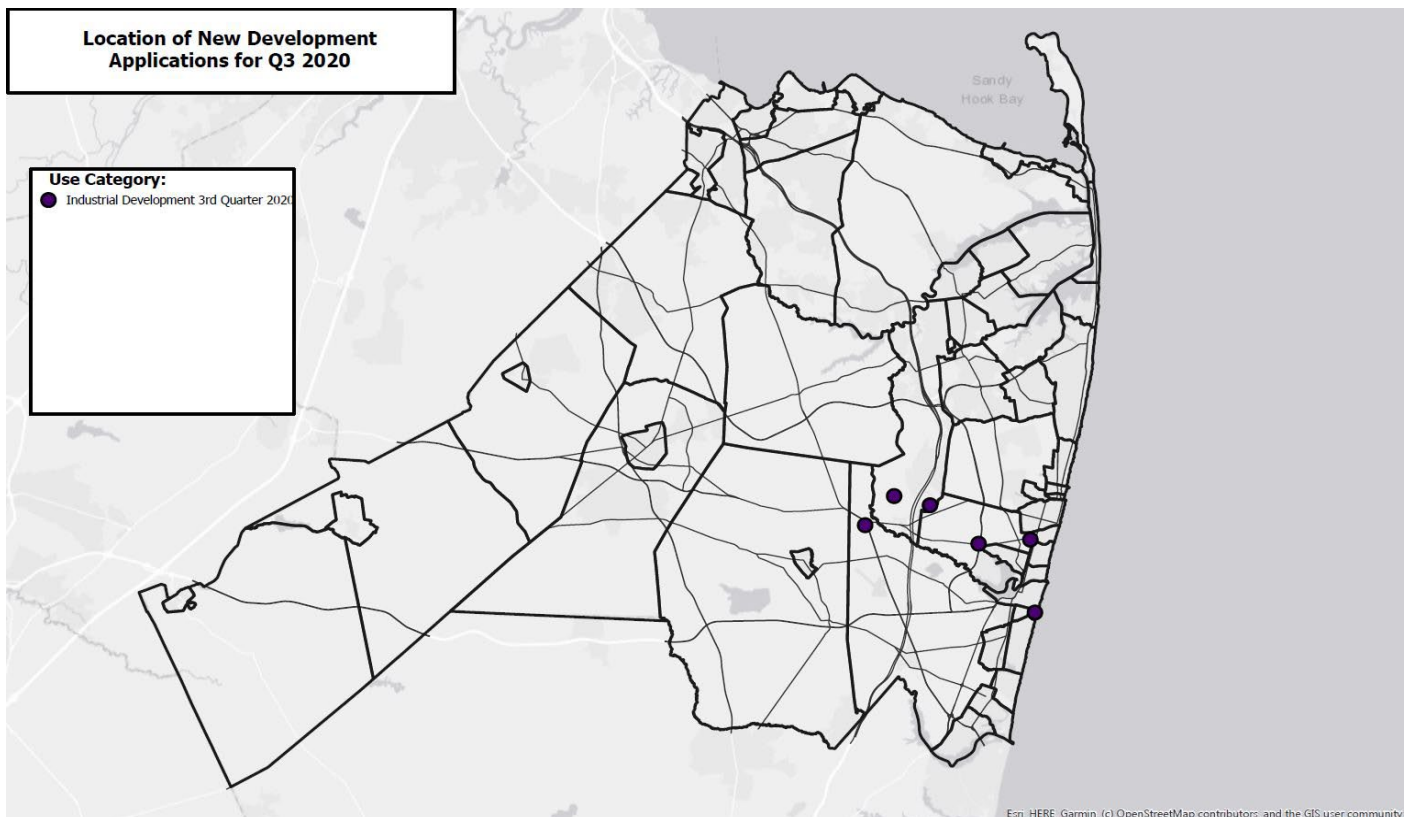 Location of New Development
Applications for Q3 2020
Sandy
Hook Bay
Use Category:
Industrial Development 3rd Quarter 2020
Esri, HERE, Garmin, (c) OpenStreetMap contributors, and the GIS user community